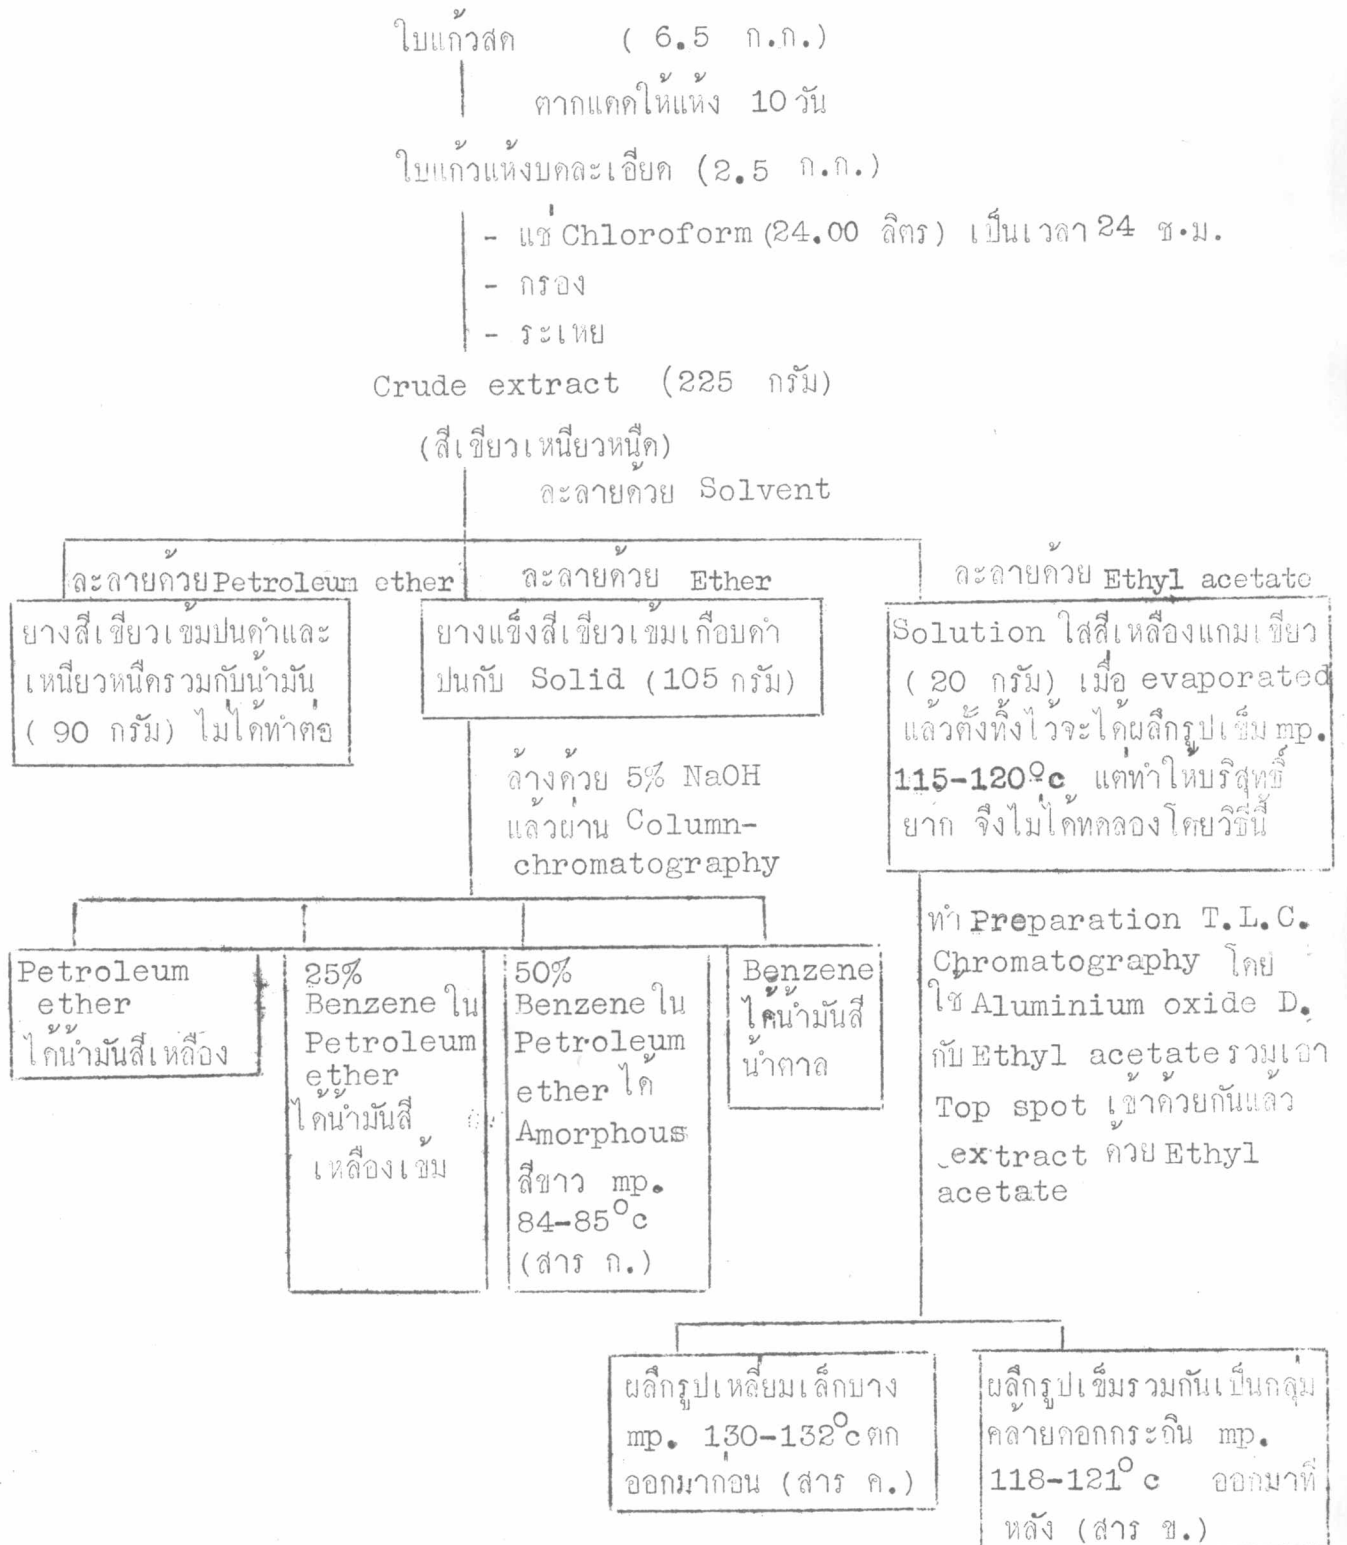 ใบแก้วสด ( 6.5 ก.ก.)
ตากแดดให้แห้ง 10 วัน
ใบแก้วแห้งบดละเอียด (2.5 ก.ก.)
- แช่ Chloroform (24.00 ลิตร) เป็นเวลา 24 ช.ม.
- กรอง
- ระเหย
Crude extract (225 กรัม)
(สีเขียวเหนียวหนืด)
ละลายด้วย Solvent
ละลายด้วย Petroleum ether
ยางสีเขียวเข้มปนดำและ
เหนียวหนืดรวมกับน้ำมัน
( 90 กรัม) ไม่ได้ทำต่อ
ละลายด้วย Ether
ยางแข็งสีเขียวเข้มเกือบดำ
ปนกับ Solid (105 กรัม)
ละลายด้วย Ethyl acetate
Solution ใสสีเหลืองแกมเขียว
( 20 กรัม) เมื่อ evaporated
แล้วตั้งทิ้งไว้จะได้ผลึกรูปเข็ม mp.
115-120°c แต่ทำให้บริสุทธิ์
ยาก จึงไม่ได้ทดลองโดยวิธีนี้
ล้างด้วย 5% NaOH
แล้วผ่าน Column-
chromatography
Petroleum
ether
ได้น้ำมันสีเหลือง
25%
Benzene ใน
Petroleum
ether
ได้น้ำมันสี
เหลืองเข้ม
50%
Benzene ใน
Petroleum
ether ได้
Amorphous
สีขาว mp.
84-85°c
(สาร ก.)
Benzene
ได้น้ำมันสี
น้ำตาล
ทำ Preparation T.L.C.
Chromatography โดย
ใช้ Aluminium oxide D.
กับ Ethyl acetate รวมเอา
Top spot เข้าด้วยกันแล้ว
extract ด้วย Ethyl
acetate
ผลึกรูปเหลี่ยมเล็กบาง
mp. 130-132°c ตก
ออกมาก่อน (สาร ค.)
ผลึกรูปเข็มรวมกันเป็นกลุ่ม
คล้ายดอกกระถิน mp.
118-121°c ออกมาที
หลัง (สาร ข.)